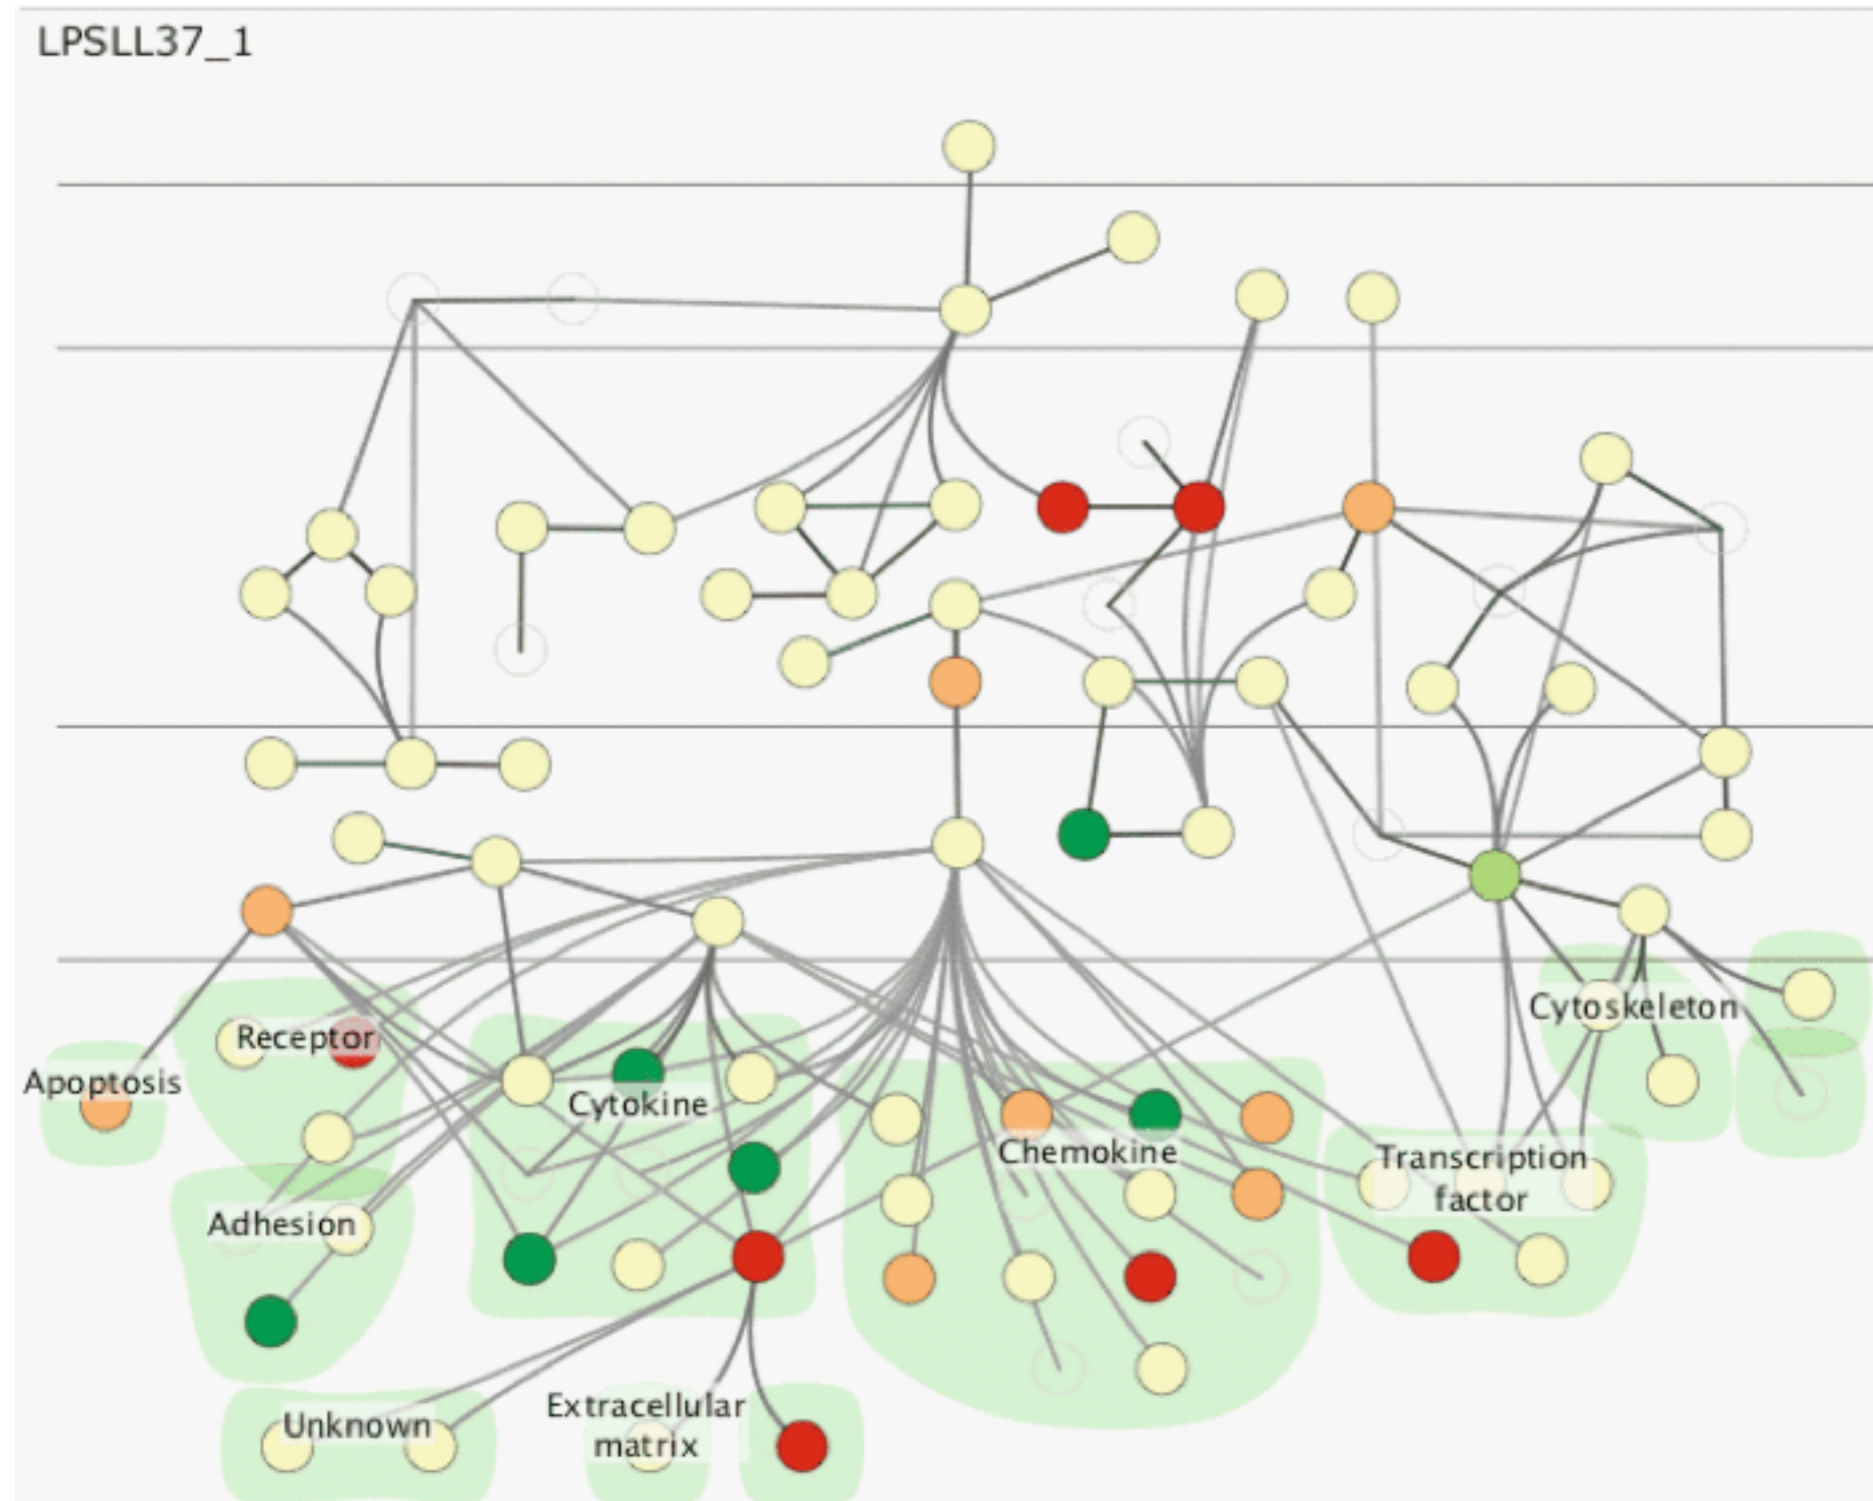 LPSLL37_1
Cytoskeleton
Receptor
Apoptosis
Cytokine
Chemokine
Transcription
factor
Adhesion
Unknown
Extracellular
matrix